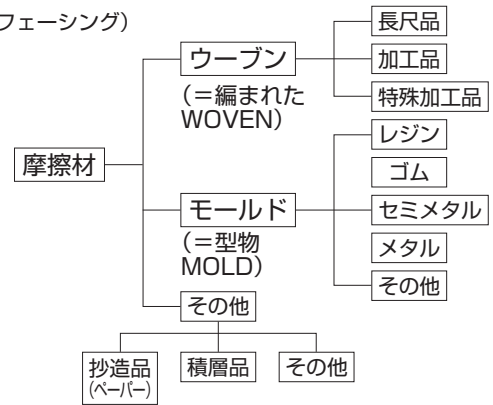 フェーシング）
長尺品
ウーブン
加工品
（＝編まれた
WOVEN）
特殊加工品
レジン
摩擦材
ゴム
モールド
セミメタル
（＝型物
MOLD）
メタル
その他
その他
抄造品
（ペーパー）
積層品
その他